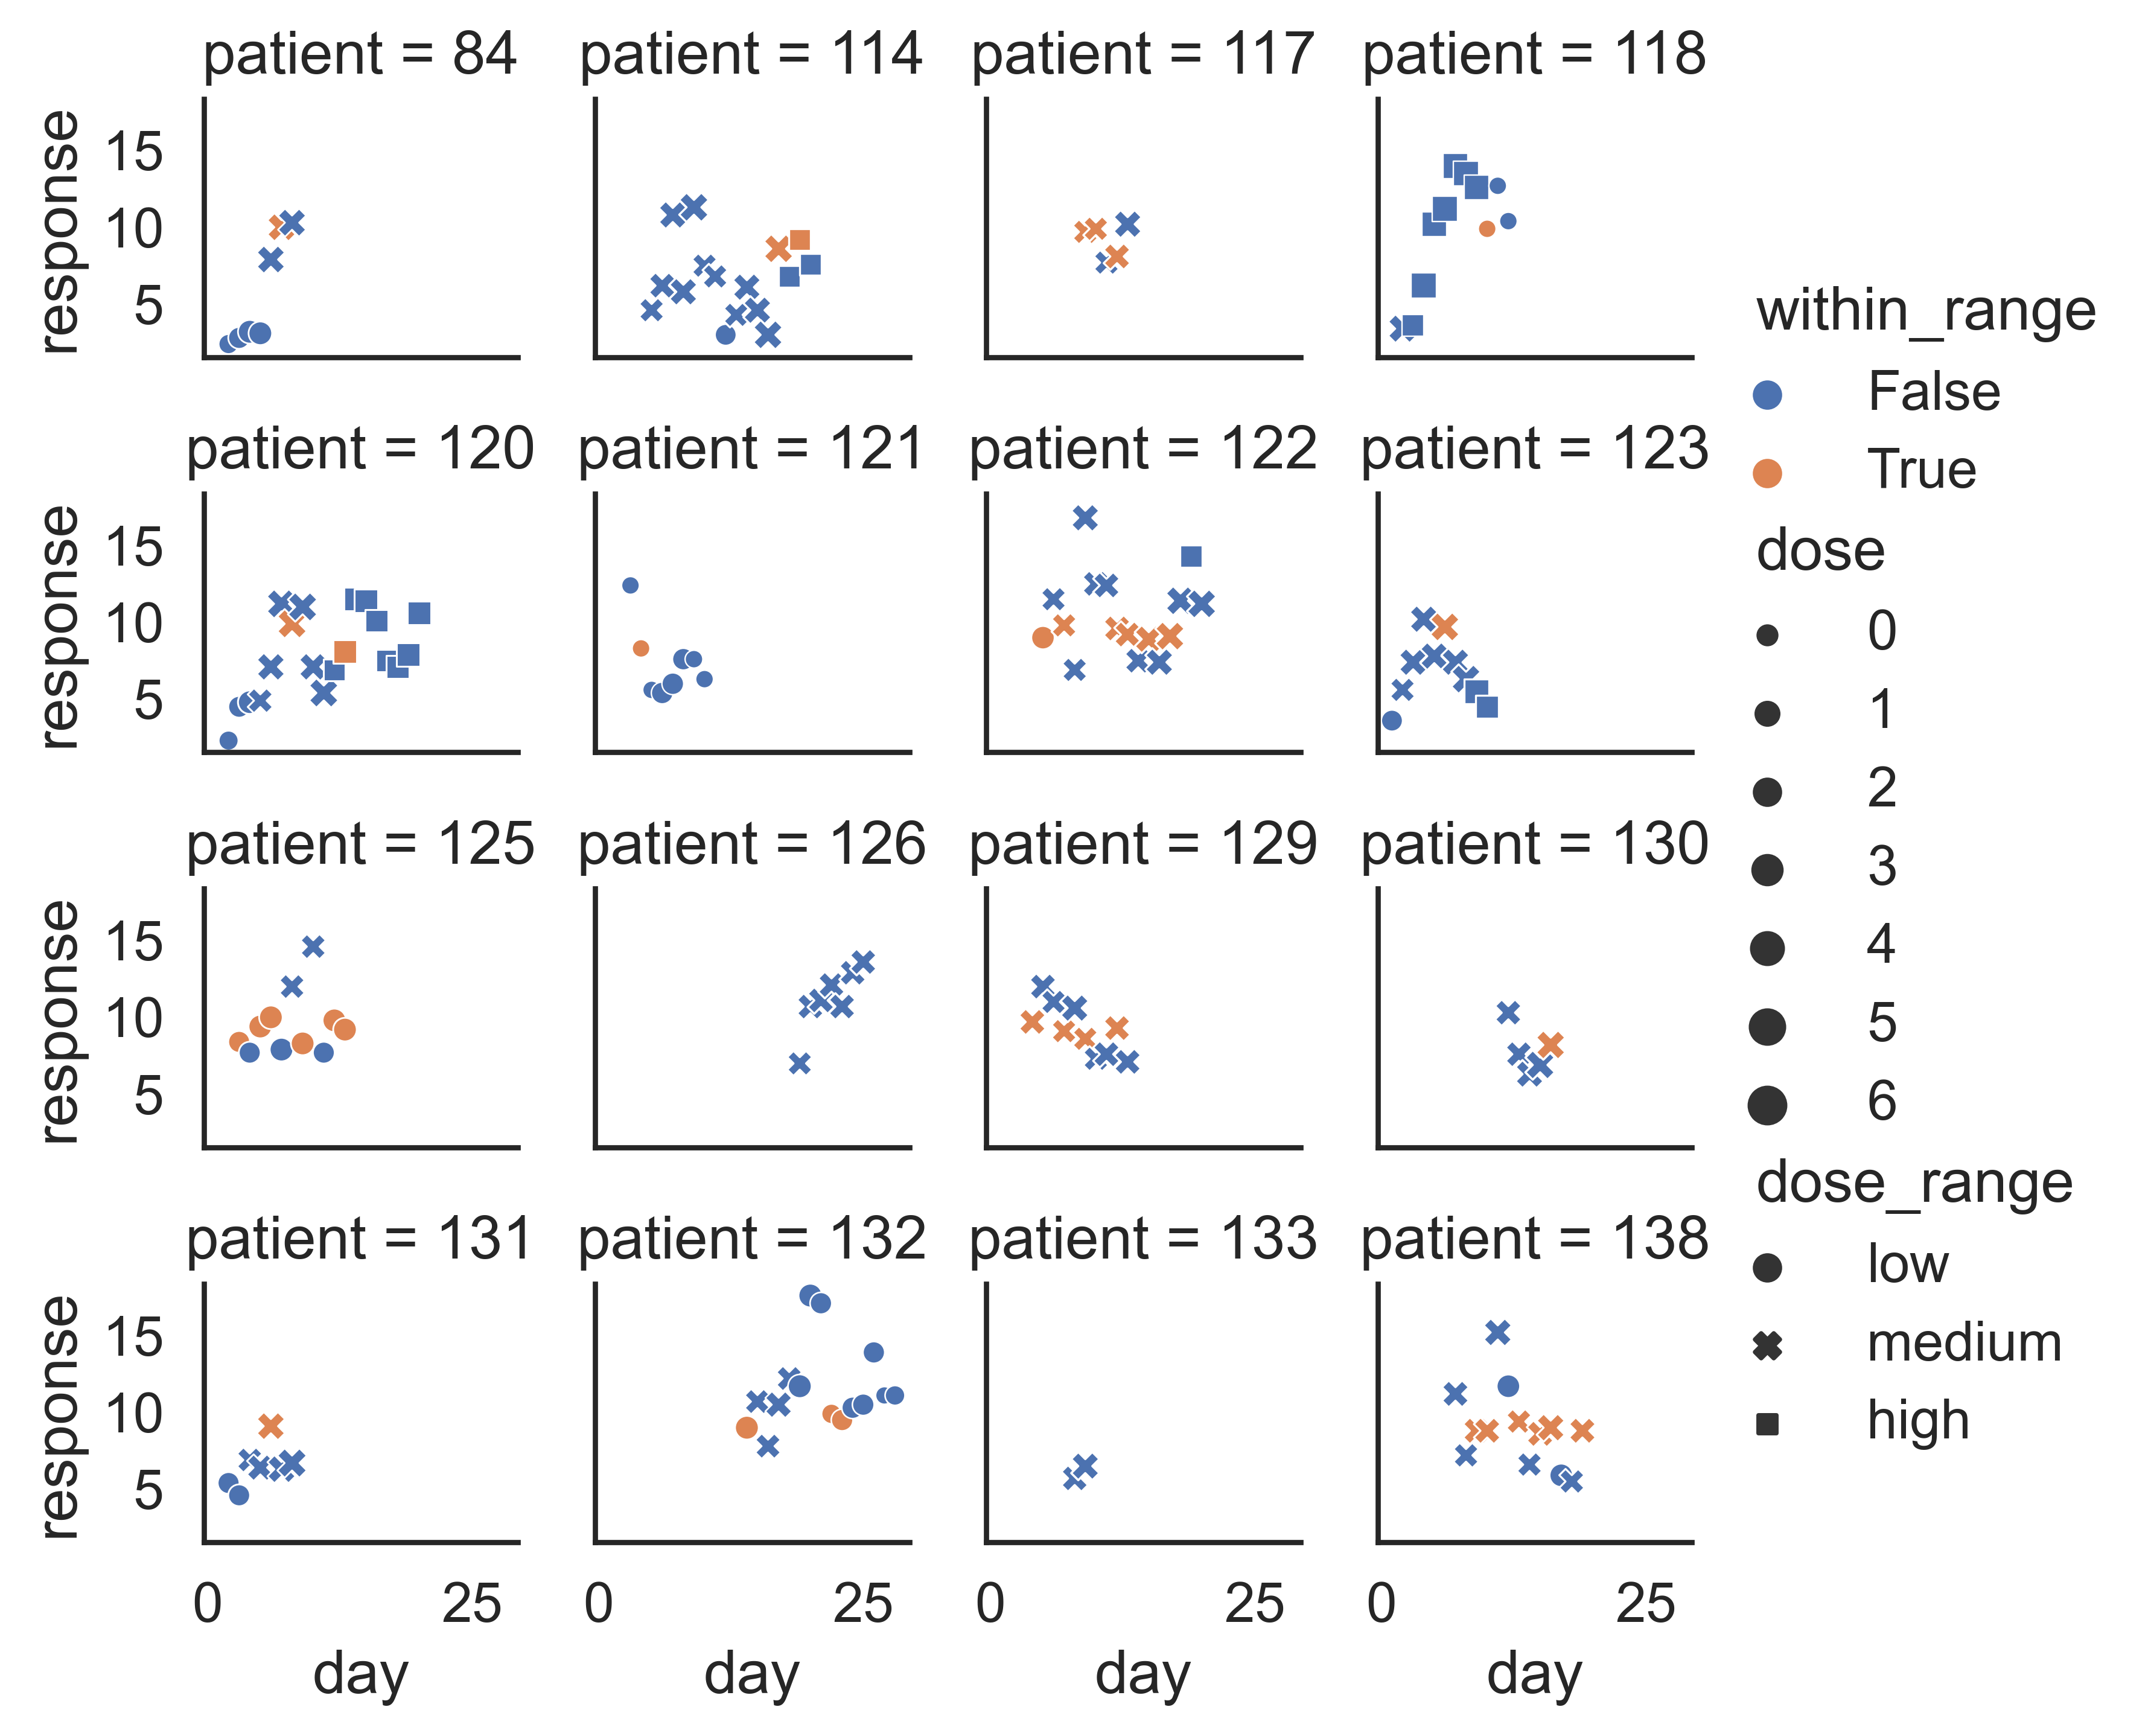 patient = 84
patient = 114
patient = 117
patient = 118
response
15
10
5
patient = 120
patient = 121
patient = 122
patient = 123
response
15
10
5
patient = 125
patient = 126
patient = 129
patient = 130
response
15
10
5
patient = 131
patient = 132
patient = 133
patient = 138
response
15
10
5
0
25
0
25
0
25
0
25
day
day
day
day
within_range
False
True
dose
0
1
2
3
4
5
6
dose_range
low
medium
high